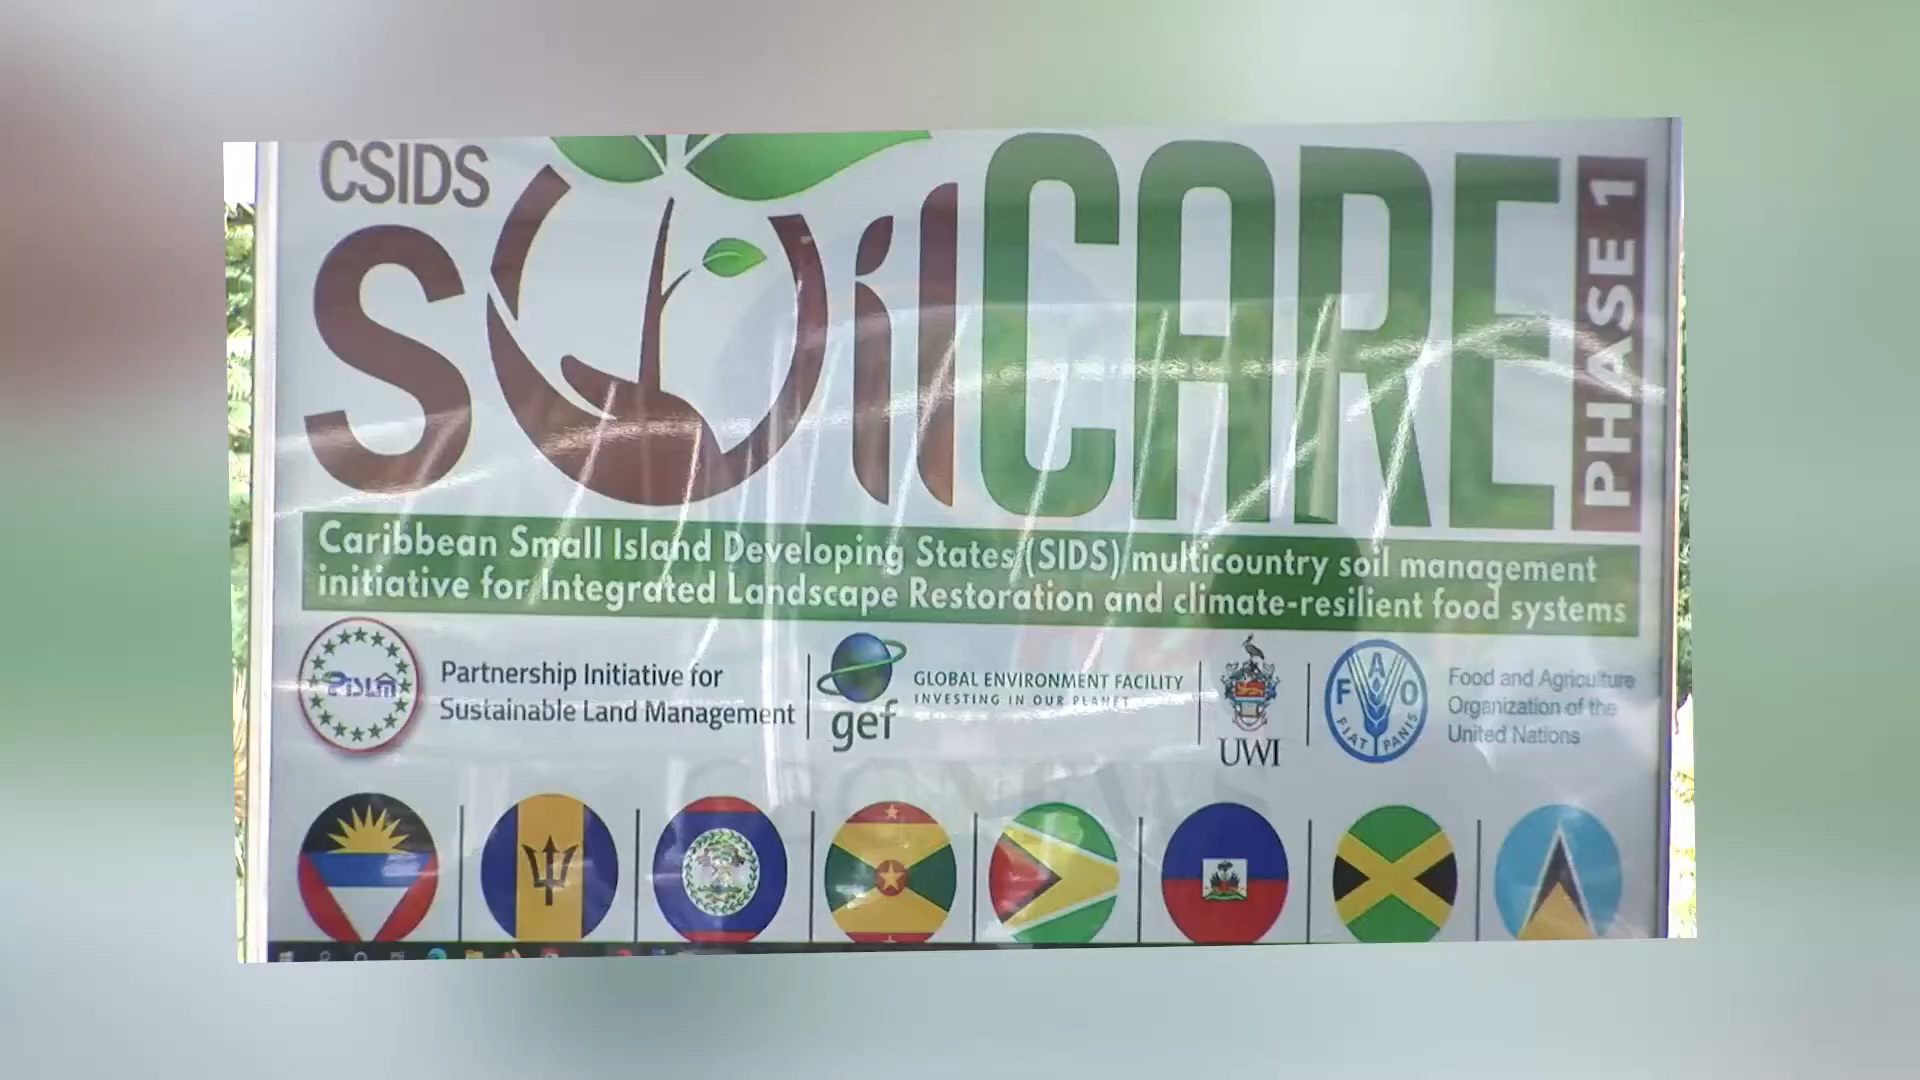 CSIDS
SOilCARE
PHASE 1
Caribbean Small Island Developing States (SIDS) multicountry soil management
initiative for Integrated Landscape Restoration and climate-resilient food systems
PISLM
Partnership Initiative for
Sustainable Land Management
gef
GLOBAL ENVIRONMENT FACILITY
INVESTING IN OUR PLANET
UWI
FAO
FIAT PANIS
Food and Agriculture
Organization of the
United Nations